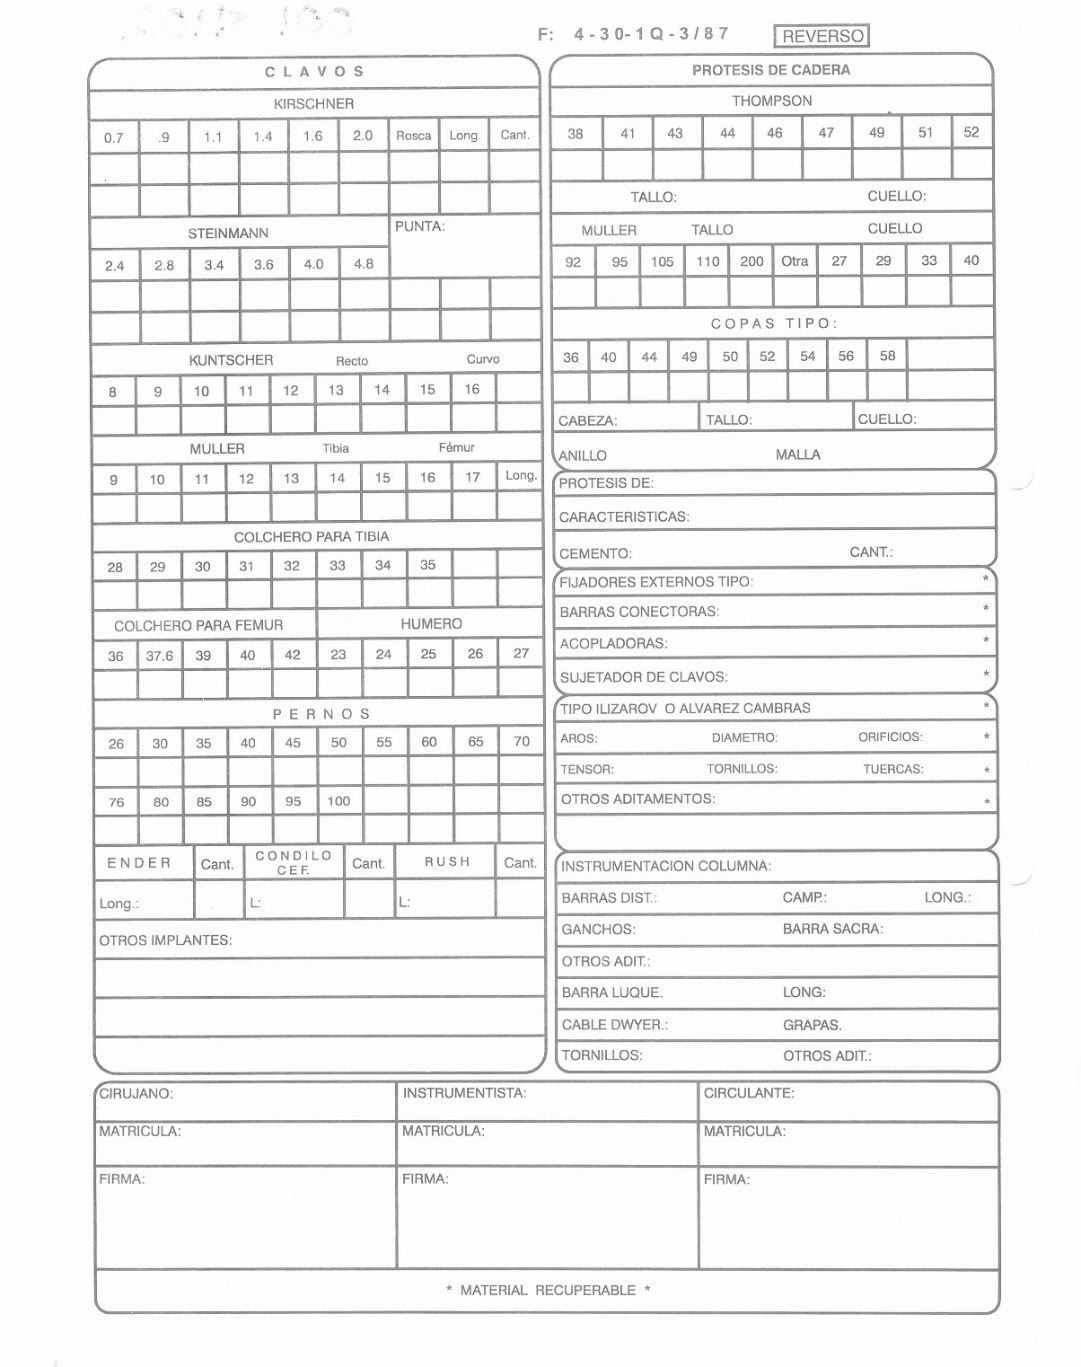 F: 4-30-1Q-3/87 REVERSO
CLAVOS
KIRSCHNER
0.7 .9 1.1 1.4 1.6 2.0 Rosca Long. Cant.
STEINMANN PUNTA:
2.4 2.8 3.4 3.6 4.0 4.8
KUNTSCHER Recto Curvo
8 9 10 11 12 13 14 15 16
MULLER Tibia Fémur
9 10 11 12 13 14 15 16 17 Long.
COLCHERO PARA TIBIA
28 29 30 31 32 33 34 35
COLCHERO PARA FEMUR HUMERO
36 37.6 39 40 42 23 24 25 26 27
PERNOS
26 30 35 40 45 50 55 60 65 70
76 80 85 90 95 100
ENDER Cant. CONDILO CEF. Cant. RUSH Cant.
Long.: L: L:
OTROS IMPLANTES:
PROTESIS DE CADERA
THOMPSON
38 41 43 44 46 47 49 51 52
TALLO: CUELLO:
MULLER TALLO CUELLO
92 95 105 110 200 Otra 27 29 33 40
COPAS TIPO:
36 40 44 49 50 52 54 56 58
CABEZA: TALLO: CUELLO:
ANILLO MALLA
PROTESIS DE:
CARACTERISTICAS:
CEMENTO: CANT.:
FIJADORES EXTERNOS TIPO: *
BARRAS CONECTORAS: *
ACOPLADORAS: *
SUJETADOR DE CLAVOS: *
TIPO ILIZAROV O ALVAREZ CAMBRAS *
AROS: DIAMETRO: ORIFICIOS: *
TENSOR: TORNILLOS: TUERCAS: *
OTROS ADITAMENTOS: *
INSTRUMENTACION COLUMNA:
BARRAS DIST.: CAMP.: LONG.:
GANCHOS: BARRA SACRA:
OTROS ADIT.:
BARRA LUQUE. LONG:
CABLE DWYER.: GRAPAS.
TORNILLOS: OTROS ADIT.:
CIRUJANO: INSTRUMENTISTA: CIRCULANTE:
MATRICULA: MATRICULA: MATRICULA:
FIRMA: FIRMA: FIRMA:
* MATERIAL RECUPERABLE *